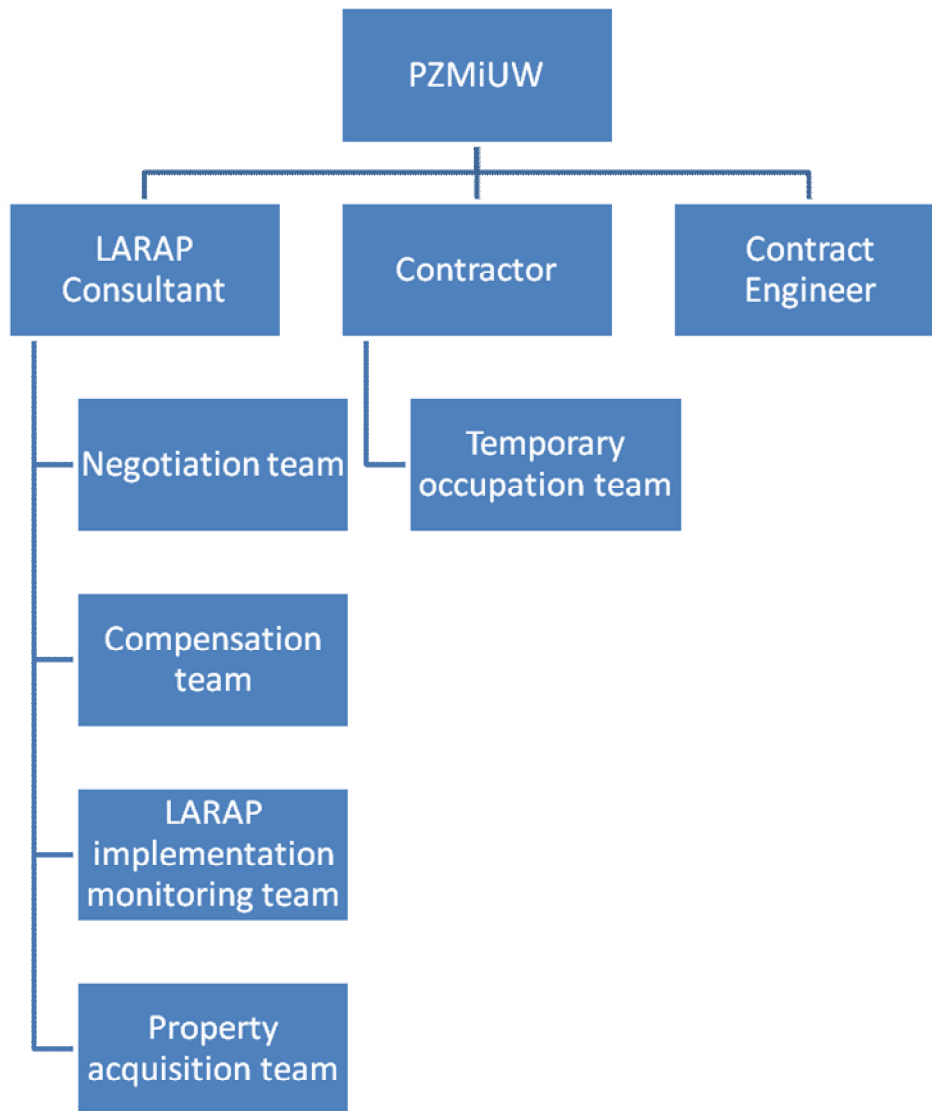 PZMiUW
LARAP
Consultant
Contractor
Contract
Engineer
Negotiation team
Temporary
occupation team
Compensation
team
LARAP
implementation
monitoring team
Property
acquisition team